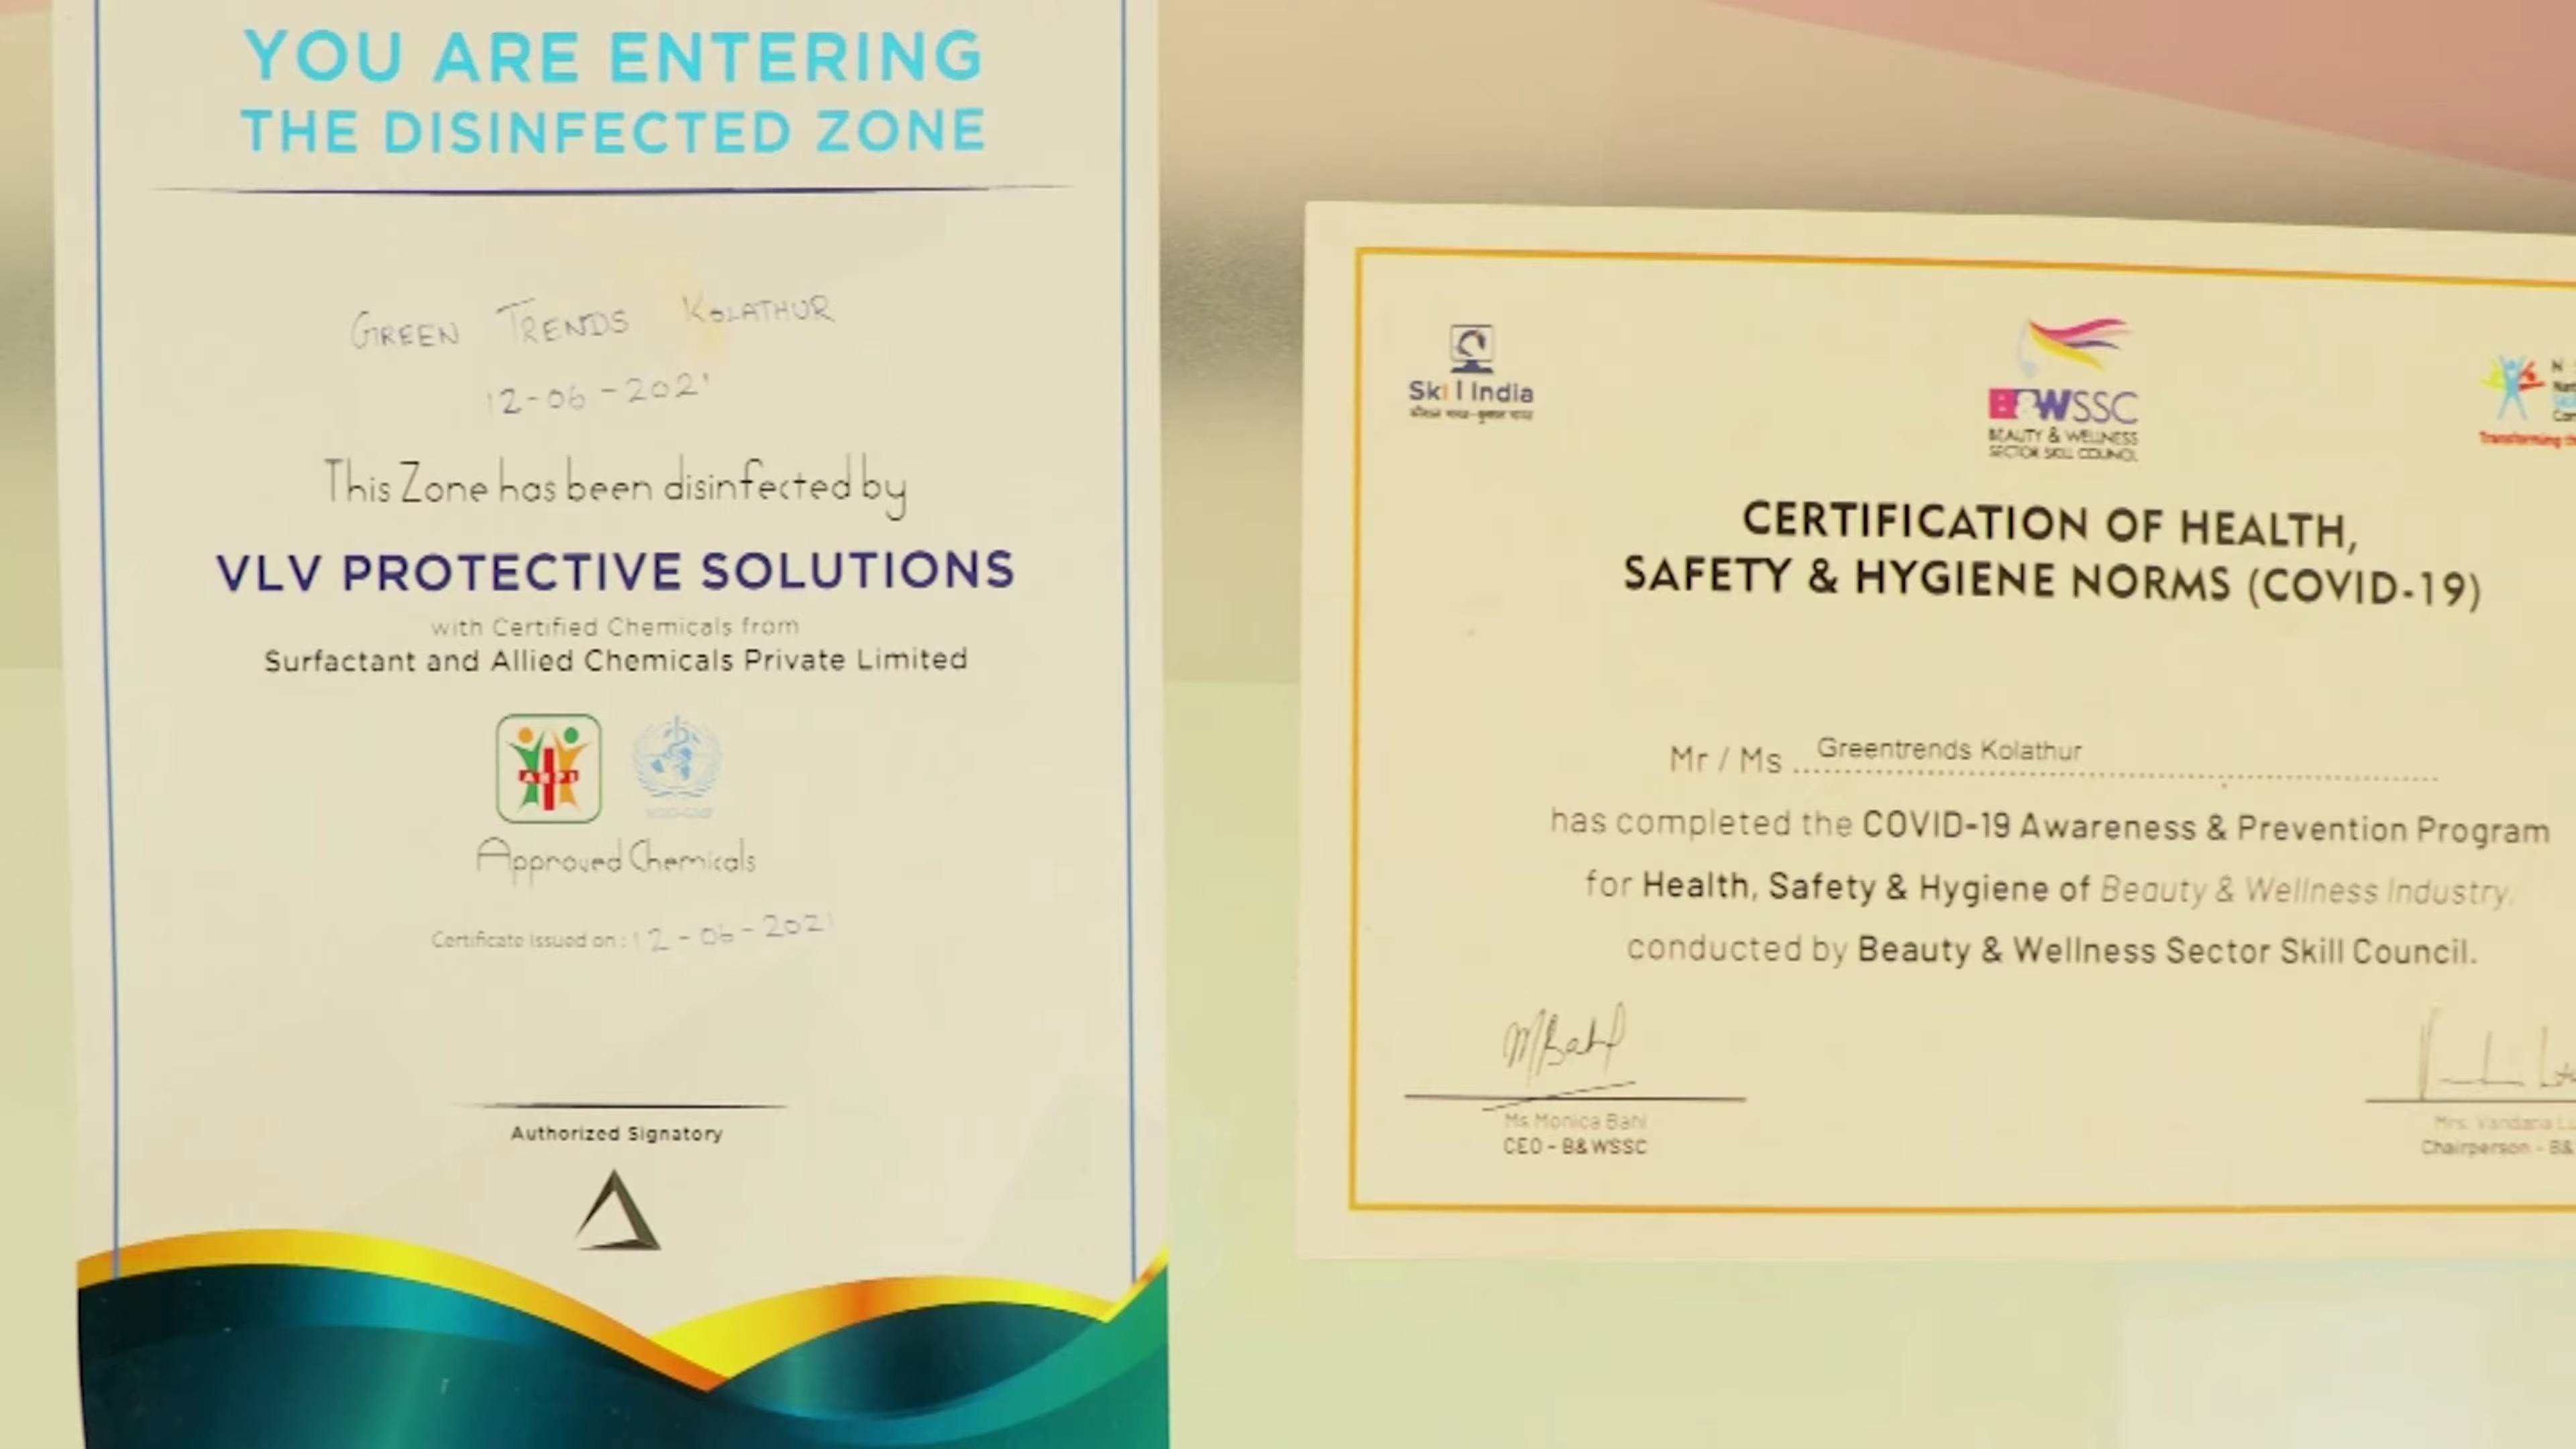 YOU ARE ENTERING
THE DISINFECTED ZONE
GREEN TRENDS KOLATHUR
12-06-2021
This Zone has been disinfected by
VLV PROTECTIVE SOLUTIONS
with Certified Chemicals from
Surfactant and Allied Chemicals Private Limited
Approved Chemicals
Certificate Issued on : 12-06-2021
Authorized Signatory
Skill India
B&WSSC
BEAUTY & WELLNESS
SECTOR SKILL COUNCIL
CERTIFICATION OF HEALTH,
SAFETY & HYGIENE NORMS (COVID-19)
Mr / Ms Greentrends Kolathur
has completed the COVID-19 Awareness & Prevention Program
for Health, Safety & Hygiene of Beauty & Wellness Industry,
conducted by Beauty & Wellness Sector Skill Council.
Ms Monica Bahl
CEO - B&WSSC
Mrs. Vandana
Chairperson - B&